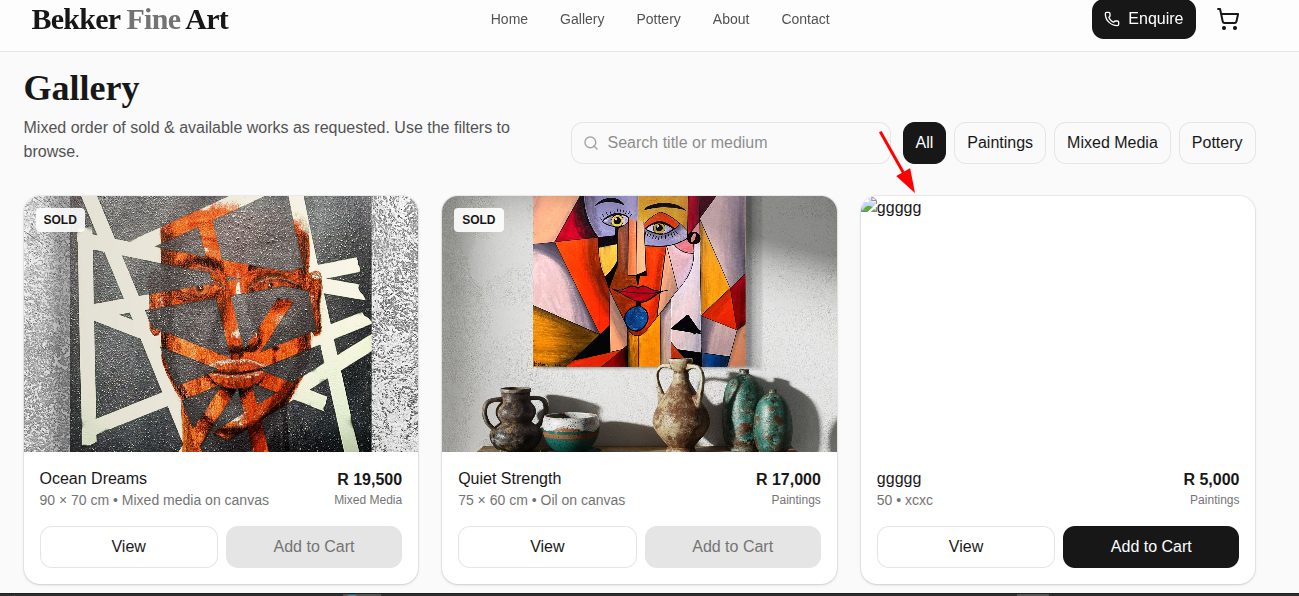 Bekker Fine Art
Home Gallery Pottery About Contact
Enquire
Gallery
Mixed order of sold & available works as requested. Use the filters to
browse.
Search title or medium
All Paintings Mixed Media Pottery
SOLD
Ocean Dreams R 19,500
90 × 70 cm • Mixed media on canvas Mixed Media
View Add to Cart
SOLD
Quiet Strength R 17,000
75 × 60 cm • Oil on canvas Paintings
View Add to Cart
ggggg
ggggg R 5,000
50 • xcxc Paintings
View Add to Cart